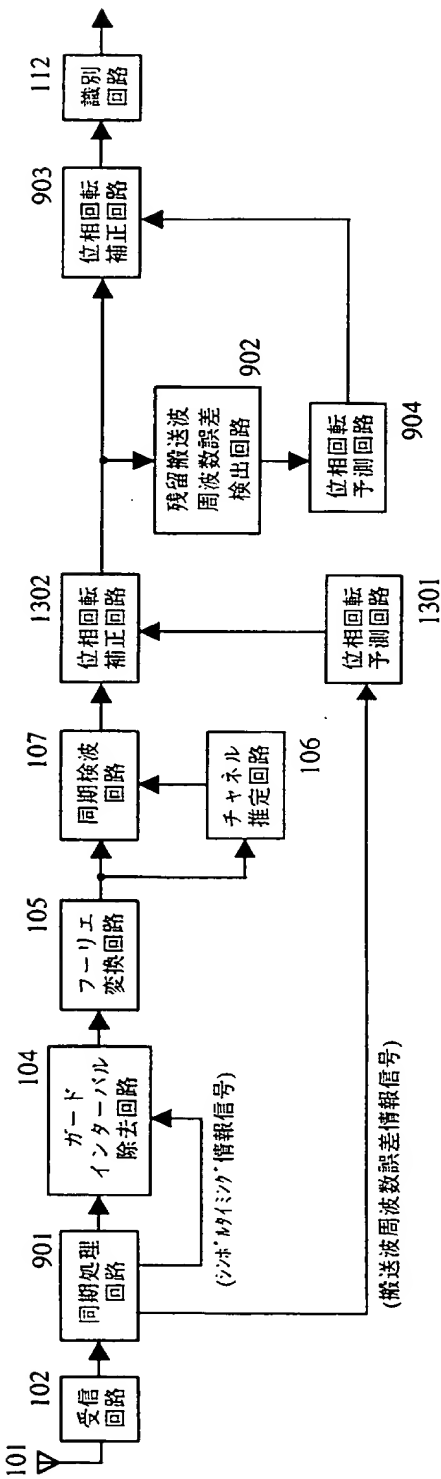 101
102
受信
回路
901
同期処理
回路
(シンボルタイミング情報信号)
(搬送波周波数誤差情報信号)
104
ガード
インターバル
除去回路
105
フーリエ
変換回路
107
同期検波
回路
チャネル
推定回路
106
1302
位相回転
補正回路
位相回転
予測回路
1301
残留搬送波
周波数誤差
検出回路
902
位相回転
予測回路
904
903
位相回転
補正回路
112
識別
回路